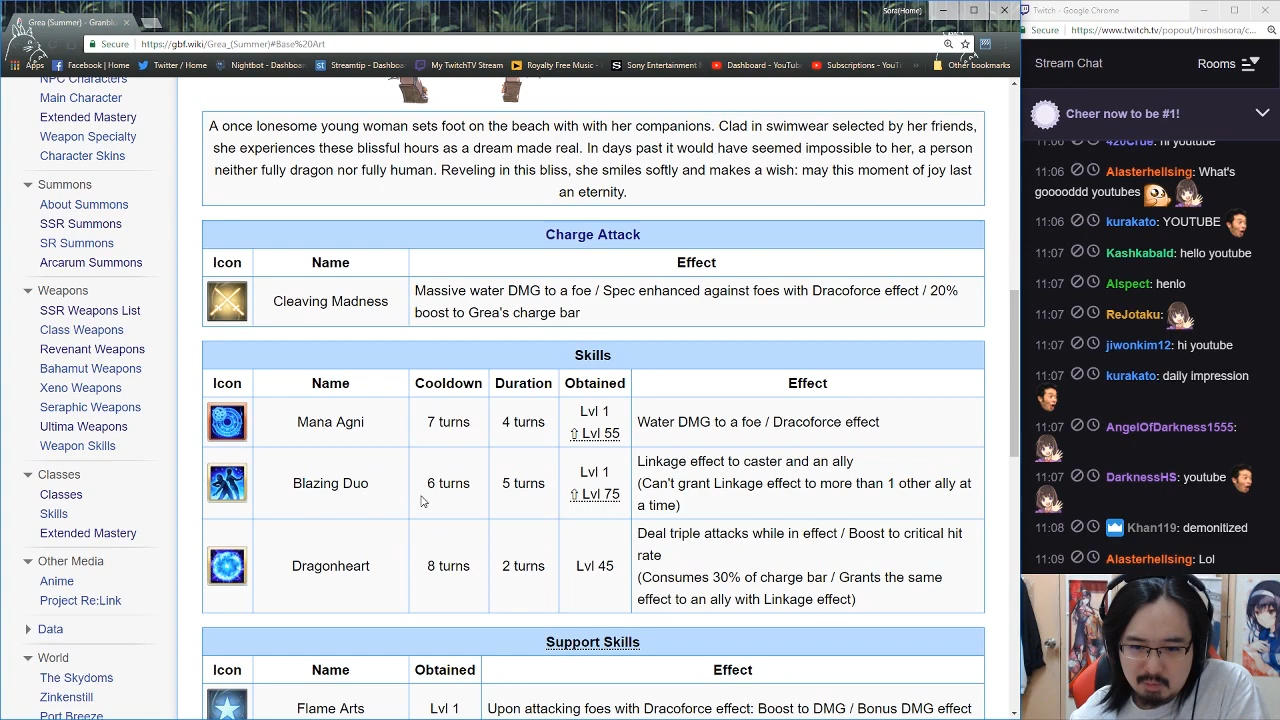 Grea (Summer) - Granblu
Sora(Home)
Secure
https://gbf.wiki/Grea_(Summer)#Base%20Art
Apps
Facebook | Home
Twitter / Home
Nightbot - Dashboa
Streamtip - Dashboa
My TwitchTV Stream
Royalty Free Music -
Sony Entertainment
Dashboard - YouTub
Subscriptions - YouTu
»
Other bookmarks
NPC Characters
Main Character
Extended Mastery
Weapon Specialty
Character Skins
Summons
About Summons
SSR Summons
SR Summons
Arcarum Summons
Weapons
SSR Weapons List
Class Weapons
Revenant Weapons
Bahamut Weapons
Xeno Weapons
Seraphic Weapons
Ultima Weapons
Weapon Skills
Classes
Classes
Skills
Extended Mastery
Other Media
Anime
Project Re:Link
Data
World
The Skydoms
Zinkenstill
Port Breeze
A once lonesome young woman sets foot on the beach with with her companions. Clad in swimwear selected by her friends,
she experiences these blissful hours as a dream made real. In days past it would have seemed impossible to her, a person
neither fully dragon nor fully human. Reveling in this bliss, she smiles softly and makes a wish: may this moment of joy last
an eternity.
Charge Attack
Icon Name Effect
Cleaving Madness
Massive water DMG to a foe / Spec enhanced against foes with Dracoforce effect / 20%
boost to Grea's charge bar
Skills
Icon Name Cooldown Duration Obtained Effect
Mana Agni 7 turns 4 turns
Lvl 1
⇧Lvl 55
Water DMG to a foe / Dracoforce effect
Blazing Duo 6 turns 5 turns
Lvl 1
⇧Lvl 75
Linkage effect to caster and an ally
(Can't grant Linkage effect to more than 1 other ally at
a time)
Dragonheart 8 turns 2 turns Lvl 45
Deal triple attacks while in effect / Boost to critical hit
rate
(Consumes 30% of charge bar / Grants the same
effect to an ally with Linkage effect)
Support Skills
Icon Name Obtained Effect
Flame Arts Lvl 1 Upon attacking foes with Dracoforce effect: Boost to DMG / Bonus DMG effect
Twitch - Google Chrome
Secure
https://www.twitch.tv/popout/hiroshisora/c...
Stream Chat
Rooms
Cheer now to be #1!
11:06 420Crue: hi youtube
11:06 Alasterhellsing: What's
gooooddd youtubes
11:06 kurakato: YOUTUBE
11:07 Kashkabald: hello youtube
11:07 Alspect: henlo
11:07 ReJotaku:
11:07 jiwonkim12: hi youtube
11:07 kurakato: daily impression
11:07 AngelOfDarkness1555:
11:07 DarknessHS: youtube
11:08 Khan119: demonitized
11:09 Alasterhellsing: Lol